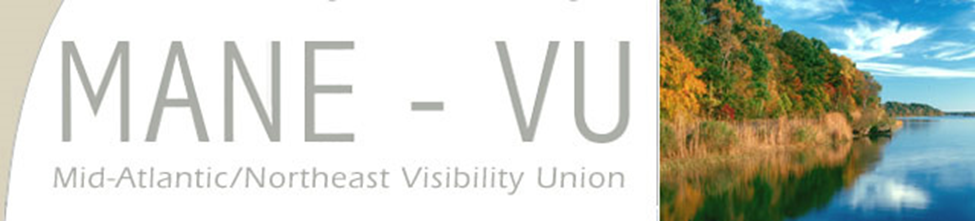 MANE - VU
Mid-Atlantic/Northeast Visibility Union